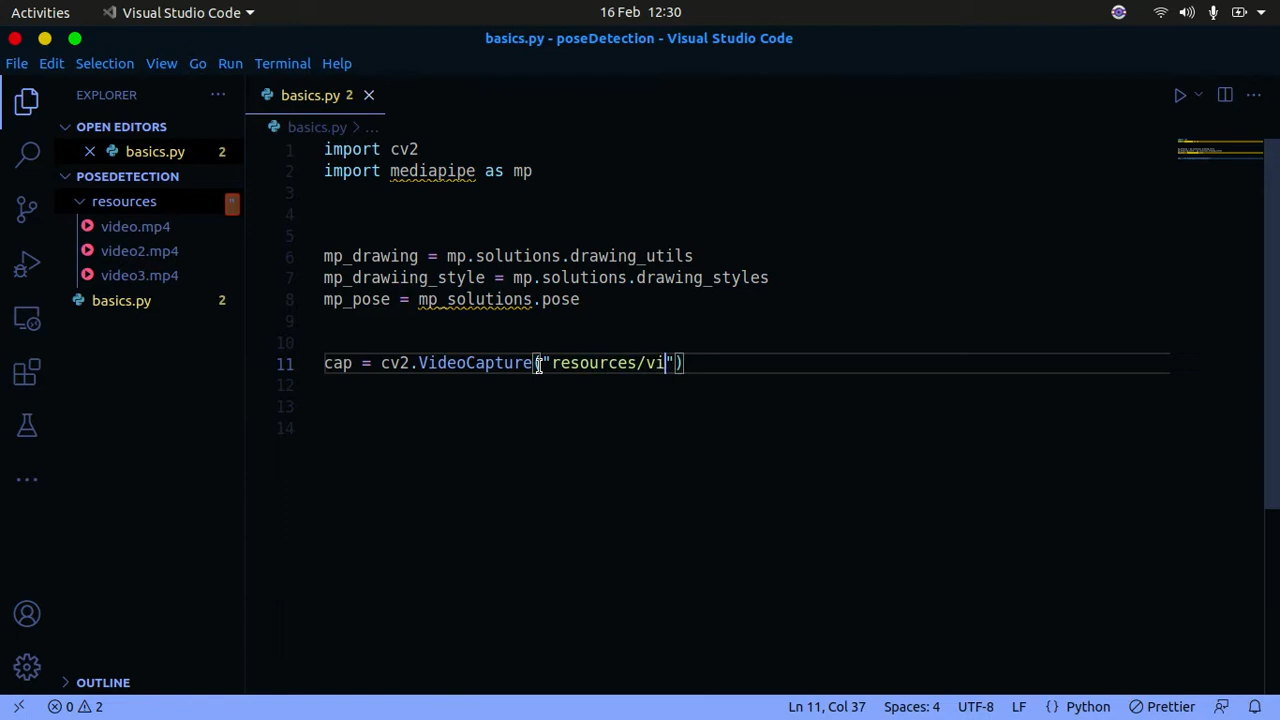 Activities Visual Studio Code 16 Feb 12:30
basics.py - poseDetection - Visual Studio Code
File Edit Selection View Go Run Terminal Help
EXPLORER
OPEN EDITORS
basics.py 2
POSEDETECTION
resources
video.mp4
video2.mp4
video3.mp4
basics.py 2
OUTLINE
basics.py 2
basics.py > ...
1 import cv2
2 import mediapipe as mp
3
4
5
6 mp_drawing = mp.solutions.drawing_utils
7 mp_drawiing_style = mp.solutions.drawing_styles
8 mp_pose = mp_solutions.pose
9
10
11 cap = cv2.VideoCapture("resources/vi")
12
13
14
0 2 Ln 11, Col 37 Spaces: 4 UTF-8 LF { } Python Prettier